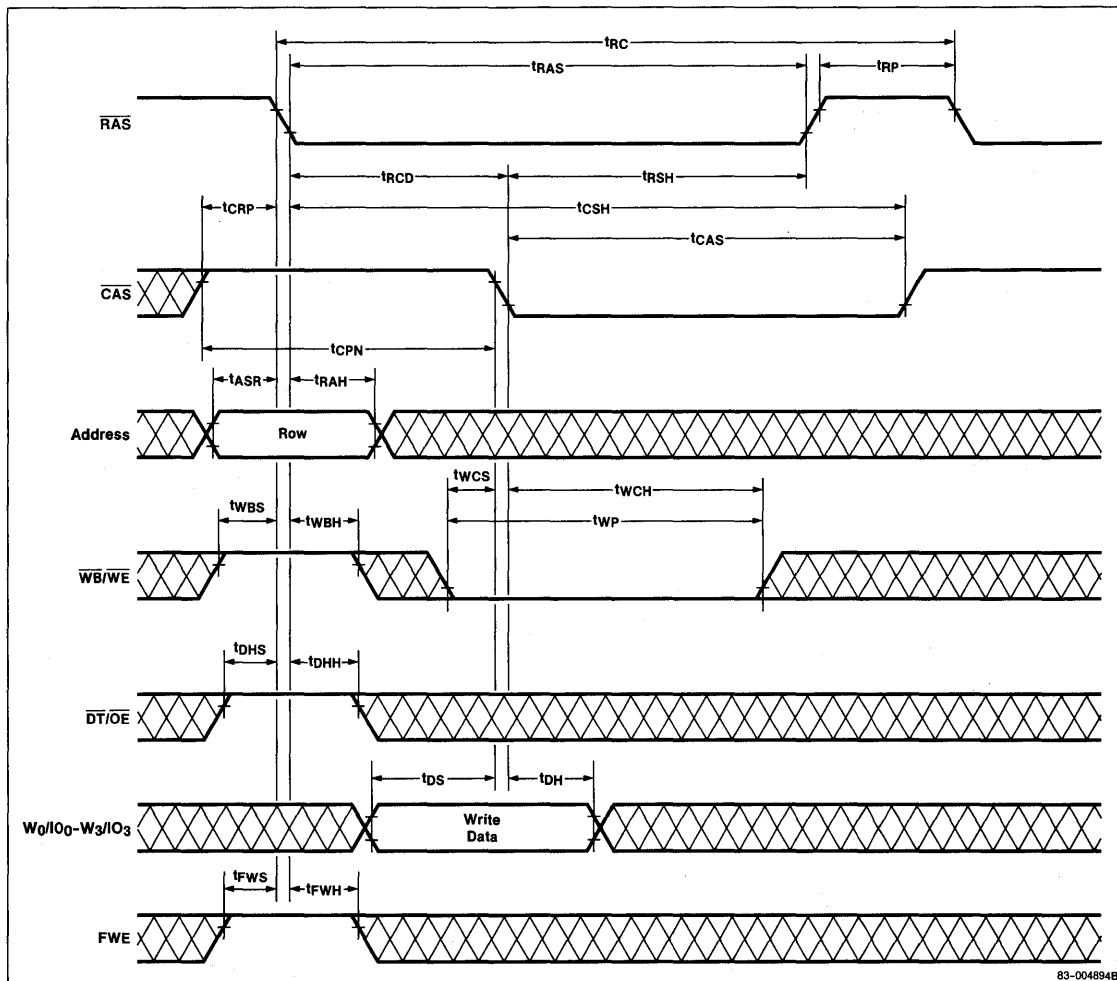 tRC
tRAS
tRP
RAS
tRCD
tRSH
tCRP
tCSH
tCAS
CAS
tCPN
tASR
tRAH
Address
Row
tWCS
tWCH
tWBS
tWBH
tWP
WB/WE
tDHS
tDHH
DT/OE
tDS
tDH
W0/IO0-W3/IO3
Write
Data
tFWS
tFWH
FWE
83-004894B